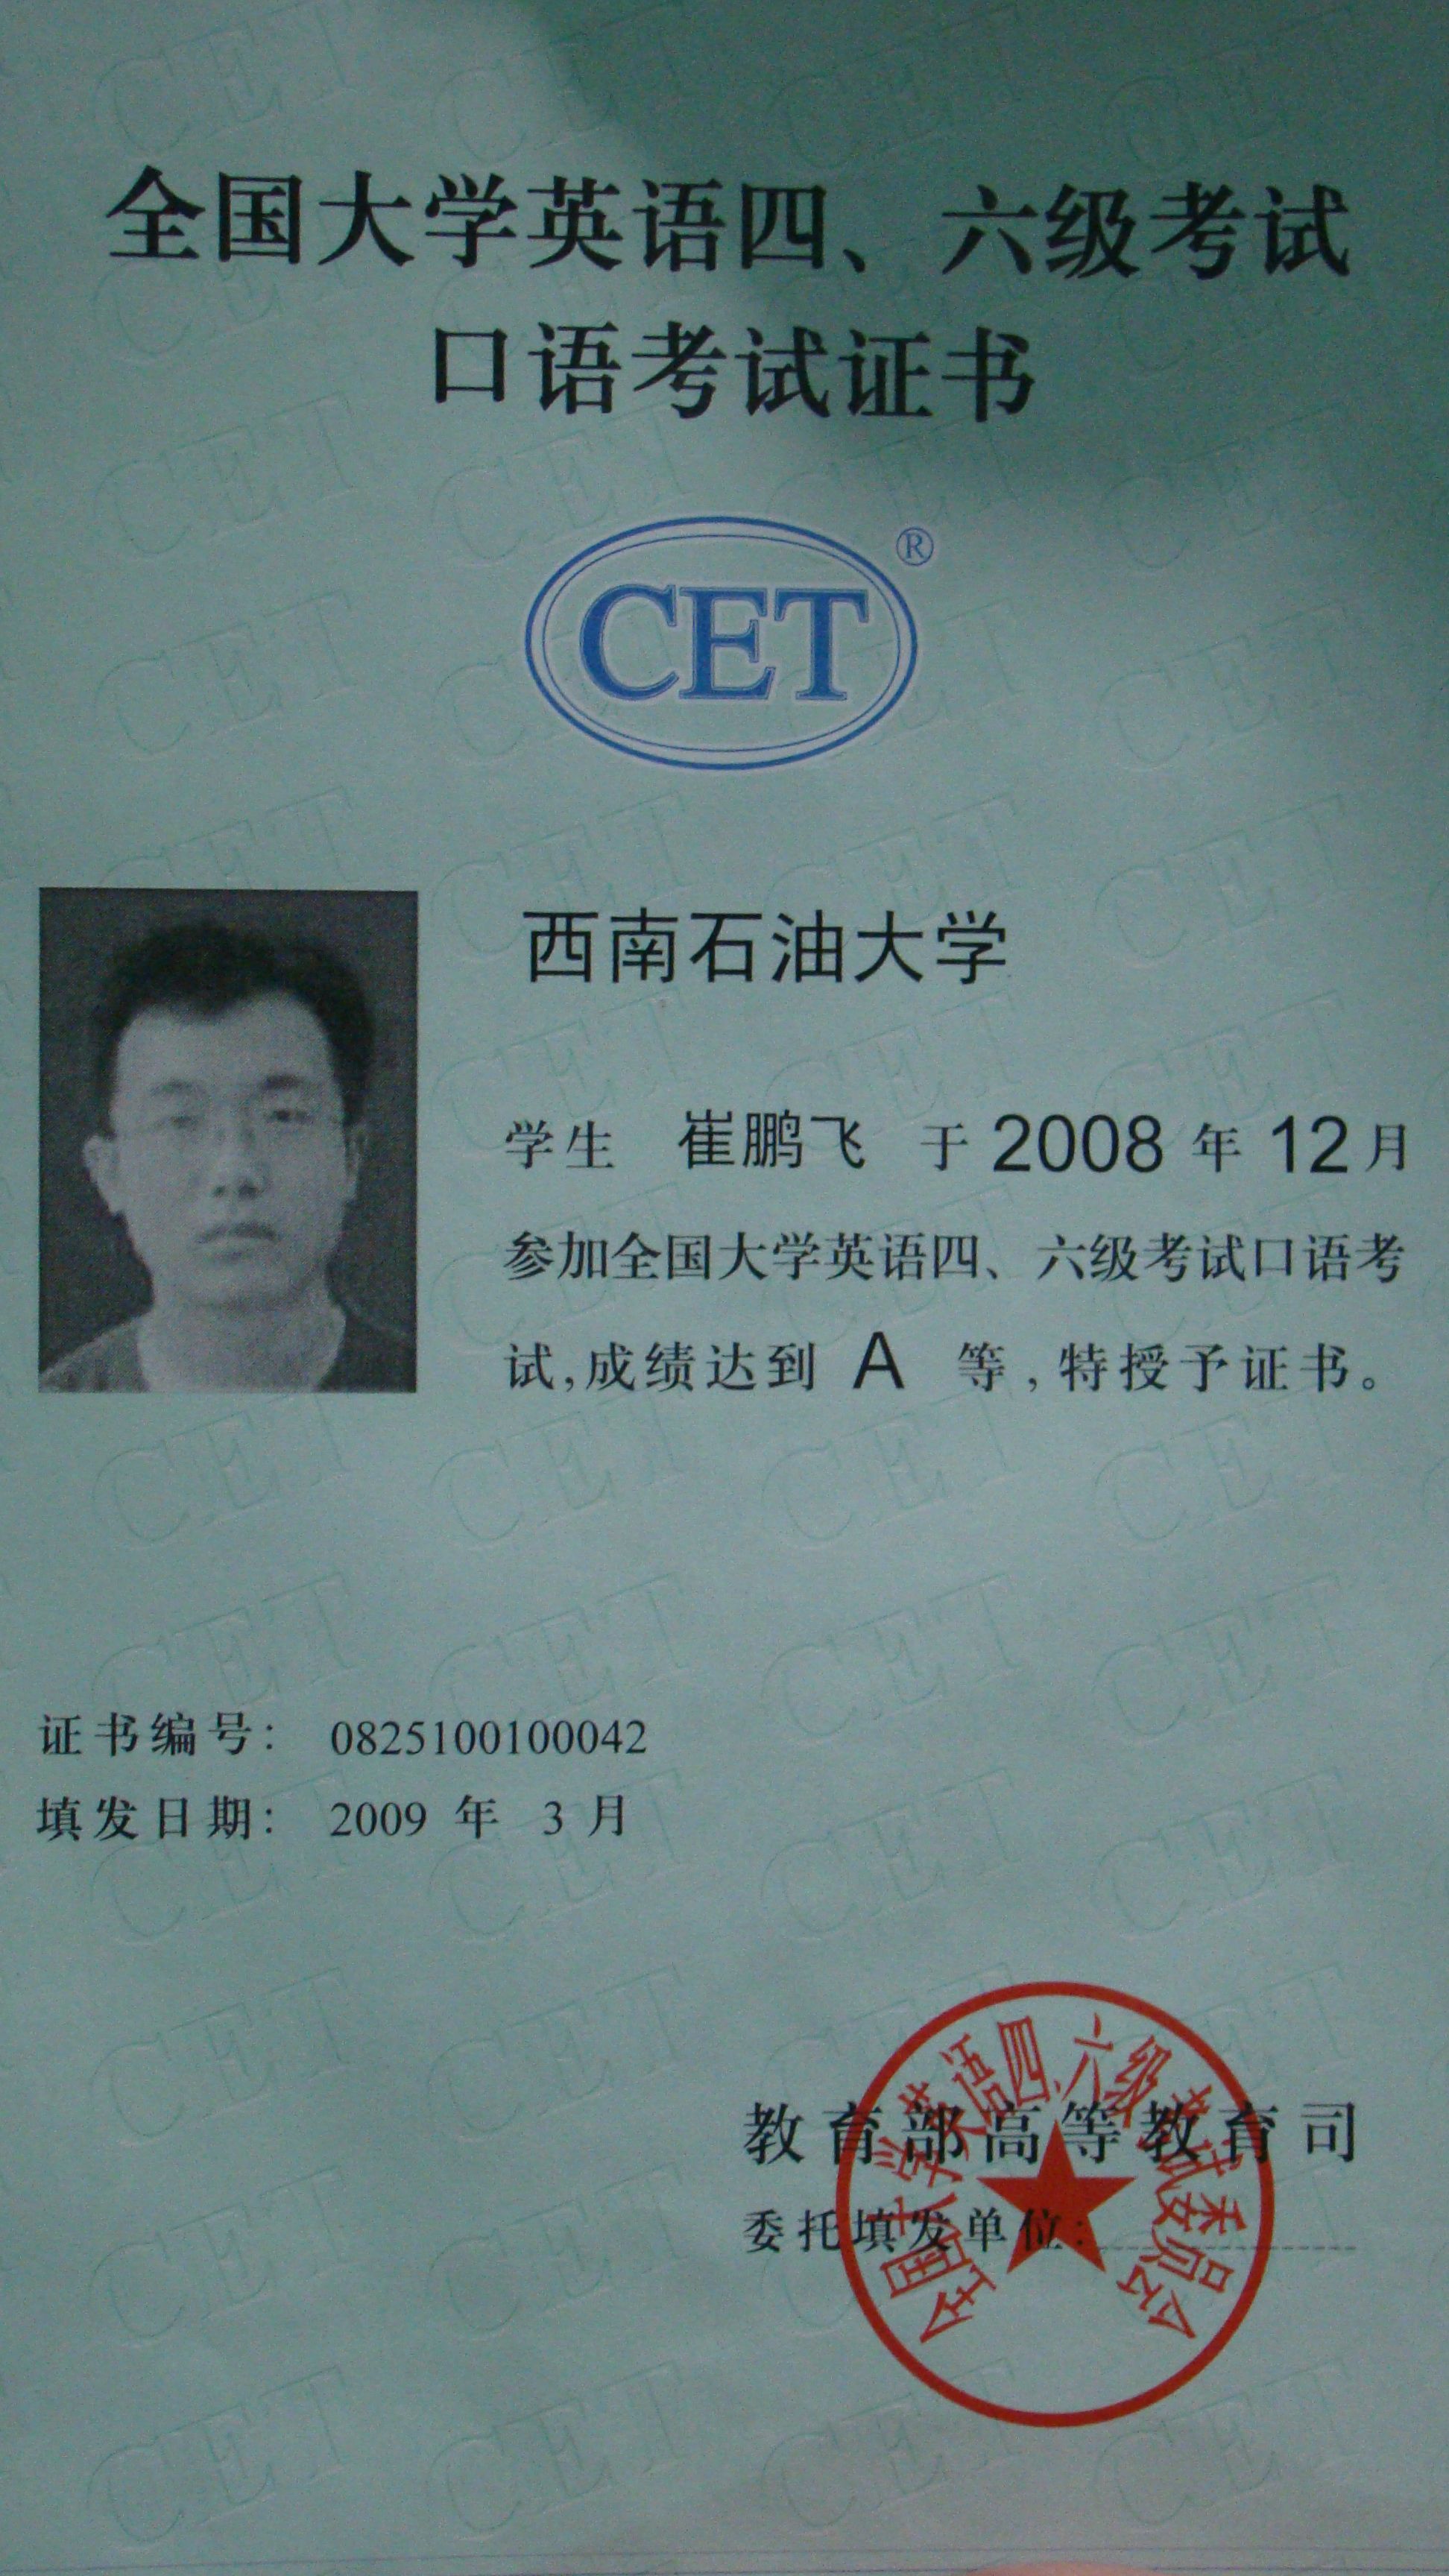 全国大学英语四、六级考试
口语考试证书
CET®
西南石油大学
学生 崔鹏飞 于 2008 年 12 月
参加全国大学英语四、六级考试口语考
试,成绩达到 A 等,特授予证书。
证书编号: 0825100100042
填发日期: 2009 年 3 月
教育部高等教育司
委托填发单位:
全国大学英语四、六级考试委员会